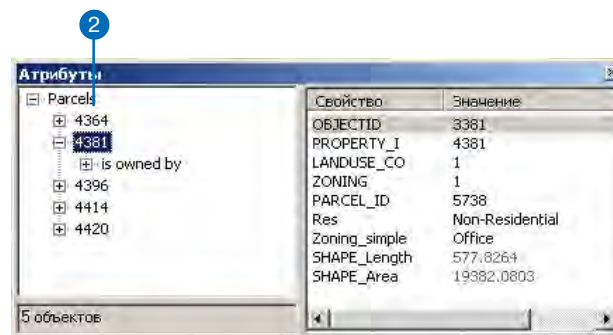 2
Атрибуты
Parcels
4364
4381
is owned by
4396
4414
4420
5 объектов
Свойство Значение
OBJECTID 3381
PROPERTY_I 4381
LANDUSE_CO 1
ZONING 1
PARCEL_ID 5738
Res Non-Residential
Zoning_simple Office
SHAPE_Length 577.8264
SHAPE_Area 19382.0803